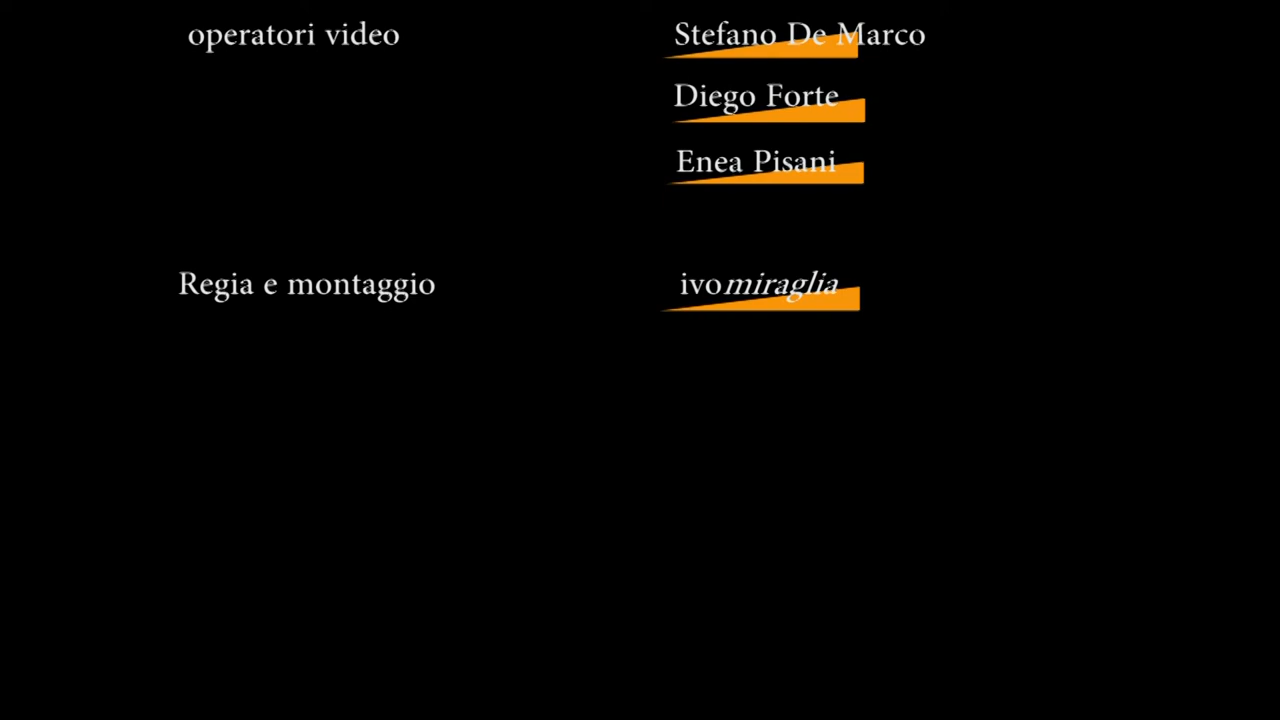 operatori video Stefano De Marco
Diego Forte
Enea Pisani
Regia e montaggio ivomiraglia